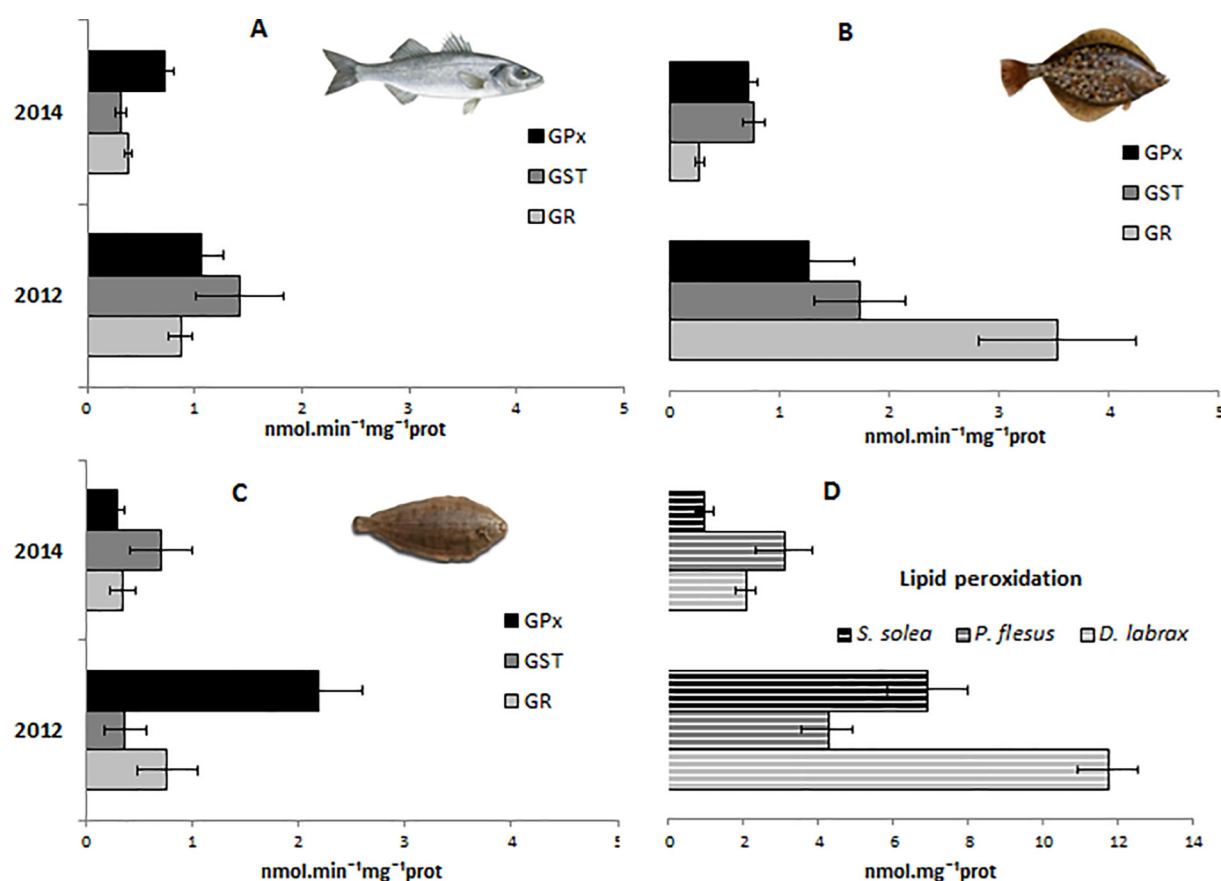 A
2014
GPx
GST
GR
2012
0 1 2 3 4 5
nmol.min⁻¹mg⁻¹prot
B
GPx
GST
GR
0 1 2 3 4 5
nmol.min⁻¹mg⁻¹prot
C
2014
GPx
GST
GR
2012
0 1 2 3 4 5
nmol.min⁻¹mg⁻¹prot
D
Lipid peroxidation
S. solea P. flesus D. labrax
0 2 4 6 8 10 12 14
nmol.mg⁻¹prot